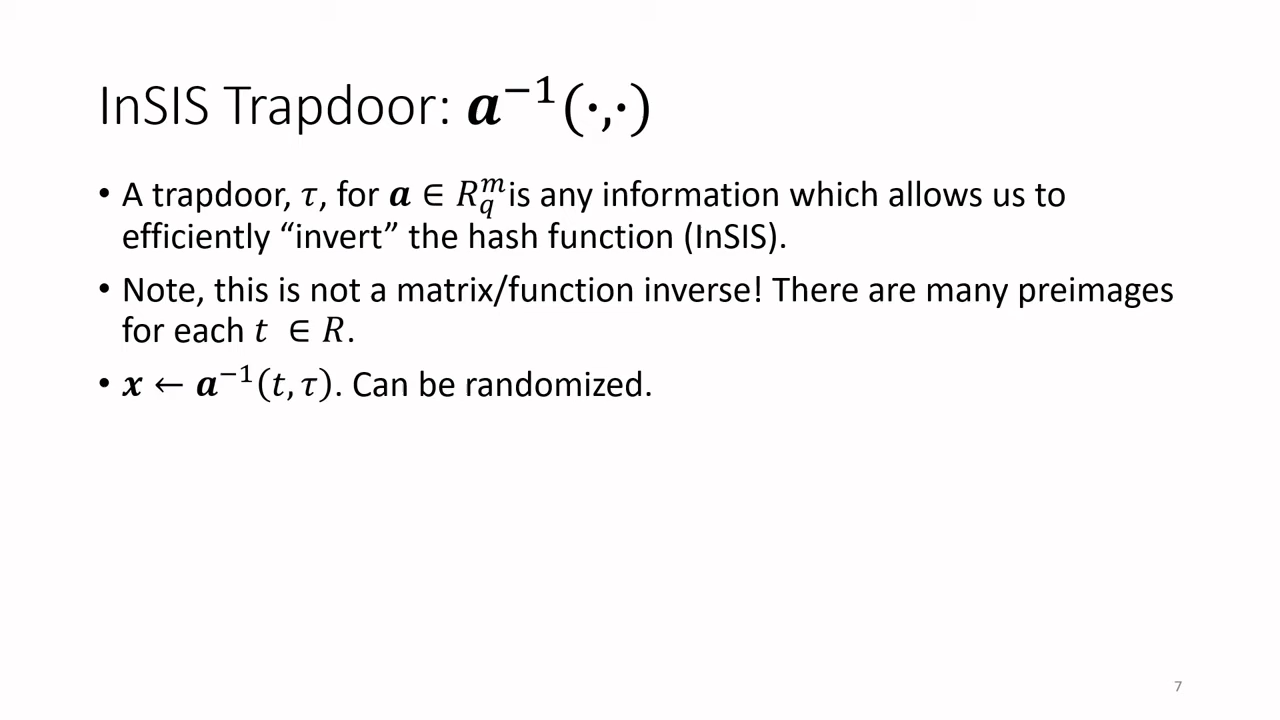 InSIS Trapdoor: 𝒂⁻¹(·,·)
• A trapdoor, τ, for 𝒂 ∈ R_q^m is any information which allows us to
efficiently “invert” the hash function (InSIS).
• Note, this is not a matrix/function inverse! There are many preimages
for each t ∈ R.
• 𝒙 ← 𝒂⁻¹(t, τ). Can be randomized.
7